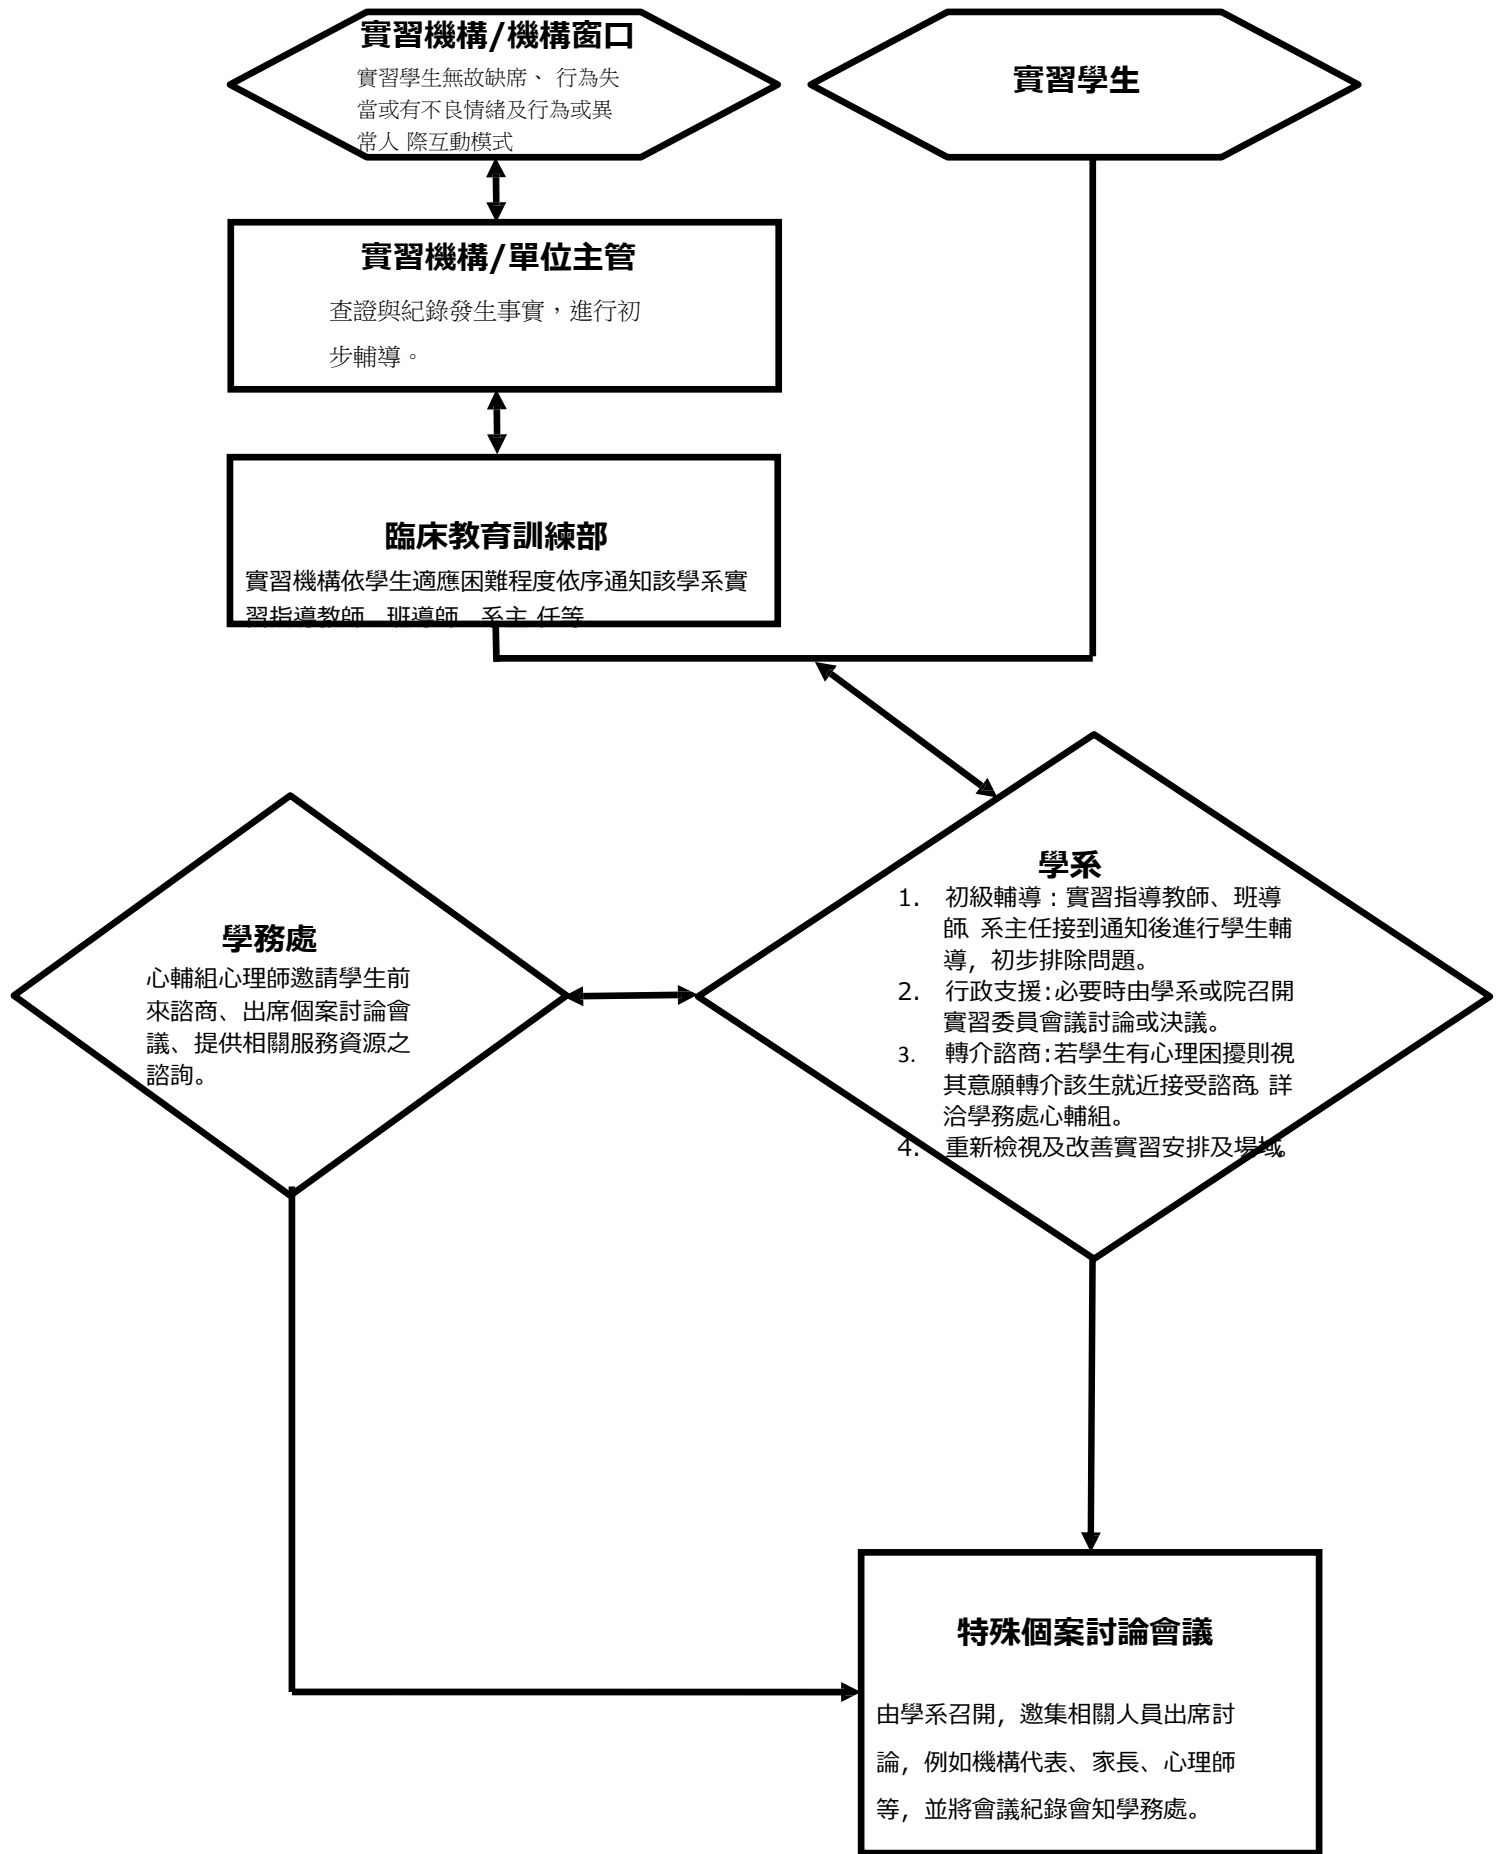 實習機構/機構窗口
實習學生無故缺席、 行為失
當或有不良情緒及行為或異
常人 際互動模式
實習學生
實習機構/單位主管
查證與紀錄發生事實，進行初
步輔導。
臨床教育訓練部
實習機構依學生適應困難程度依序通知該學系實
習指導教師、班導師、系主 任等
學系
1. 初級輔導：實習指導教師、班導
師、系主任接到通知後進行學生輔
導，初步排除問題。
2. 行政支援：必要時由學系或院召開
實習委員會議討論或決議。
3. 轉介諮商：若學生有心理困擾則視
其意願轉介該生就近接受諮商。詳
洽學務處心輔組。
4. 重新檢視及改善實習安排及場域。
學務處
心輔組心理師邀請學生前
來諮商、出席個案討論會
議、提供相關服務資源之
諮詢。
特殊個案討論會議
由學系召開，邀集相關人員出席討
論，例如機構代表、家長、心理師
等，並將會議紀錄會知學務處。